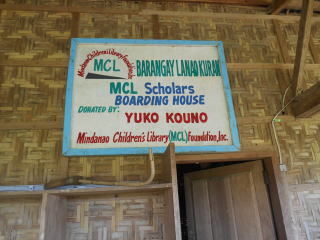 Mindanao Children's Library Foundation, Inc.
MCL
BARANGAY LANAO KURAN
MCL Scholars
BOARDING HOUSE
DONATED BY:
YUKO KOUNO
Mindanao Children's Library (MCL) Foundation, Inc.